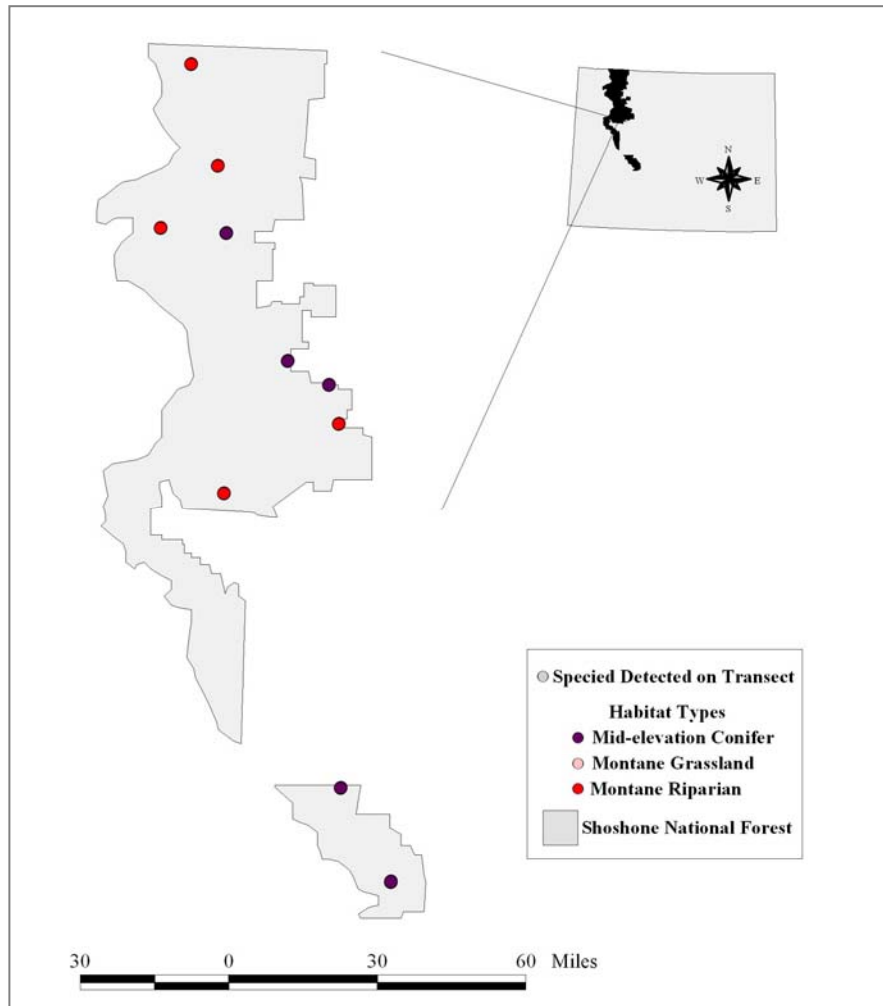 N
W E
S
Specied Detected on Transect
Habitat Types
Mid-elevation Conifer
Montane Grassland
Montane Riparian
Shoshone National Forest
30 0 30 60 Miles